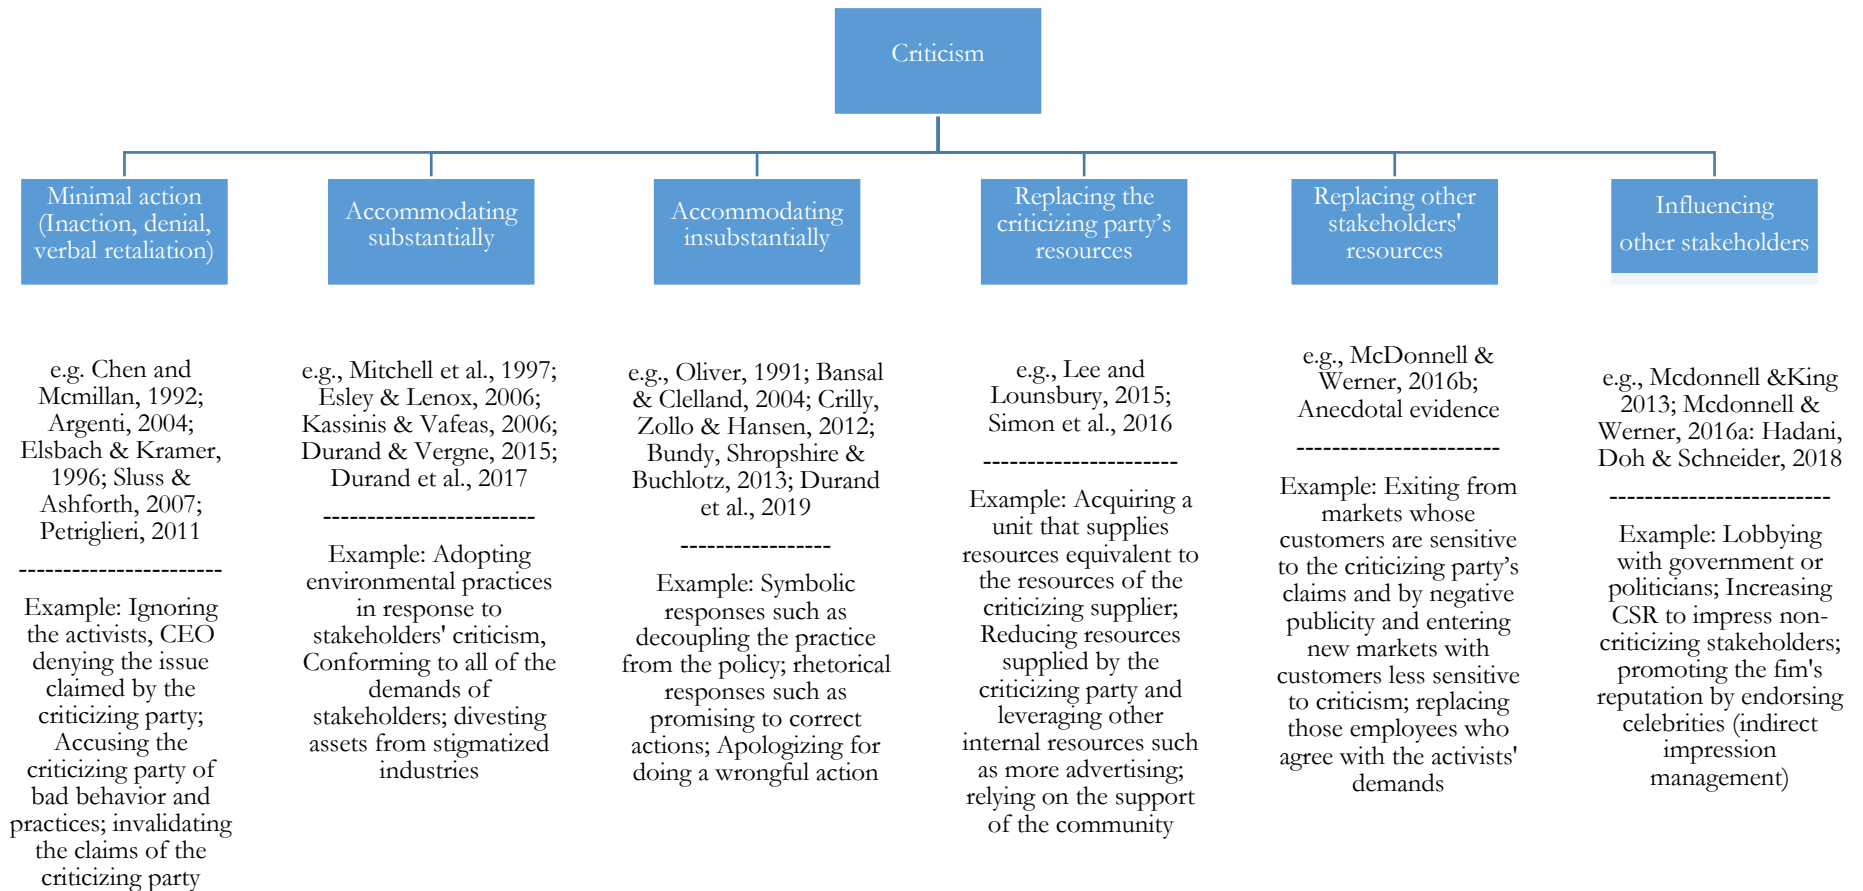 Criticism
Minimal action
(Inaction, denial,
verbal retaliation)
Accommodating
substantially
Accommodating
insubstantially
Replacing the
criticizing party’s
resources
Replacing other
stakeholders'
resources
Influencing
other stakeholders
e.g. Chen and
Mcmillan, 1992;
Argenti, 2004;
Elsbach & Kramer,
1996; Sluss &
Ashforth, 2007;
Petriglieri, 2011
-----------------------
Example: Ignoring
the activists, CEO
denying the issue
claimed by the
criticizing party;
Accusing the
criticizing party of
bad behavior and
practices; invalidating
the claims of the
criticizing party
e.g., Mitchell et al., 1997;
Esley & Lenox, 2006;
Kassinis & Vafeas, 2006;
Durand & Vergne, 2015;
Durand et al., 2017
------------------------
Example: Adopting
environmental practices
in response to
stakeholders' criticism,
Conforming to all of the
demands of
stakeholders; divesting
assets from stigmatized
industries
e.g., Oliver, 1991; Bansal
& Clelland, 2004; Crilly,
Zollo & Hansen, 2012;
Bundy, Shropshire &
Buchlotz, 2013; Durand
et al., 2019
-----------------
Example: Symbolic
responses such as
decoupling the practice
from the policy; rhetorical
responses such as
promising to correct
actions; Apologizing for
doing a wrongful action
e.g., Lee and
Lounsbury, 2015;
Simon et al., 2016
----------------------
Example: Acquiring a
unit that supplies
resources equivalent to
the resources of the
criticizing supplier;
Reducing resources
supplied by the
criticizing party and
leveraging other
internal resources such
as more advertising;
relying on the support
of the community
e.g., McDonnell &
Werner, 2016b;
Anecdotal evidence
-----------------------
Example: Exiting from
markets whose
customers are sensitive
to the criticizing party’s
claims and by negative
publicity and entering
new markets with
customers less sensitive
to criticism; replacing
those employees who
agree with the activists'
demands
e.g., Mcdonnell &King
2013; Mcdonnell &
Werner, 2016a: Hadani,
Doh & Schneider, 2018
-------------------------
Example: Lobbying
with government or
politicians; Increasing
CSR to impress non-
criticizing stakeholders;
promoting the fim's
reputation by endorsing
celebrities (indirect
impression
management)